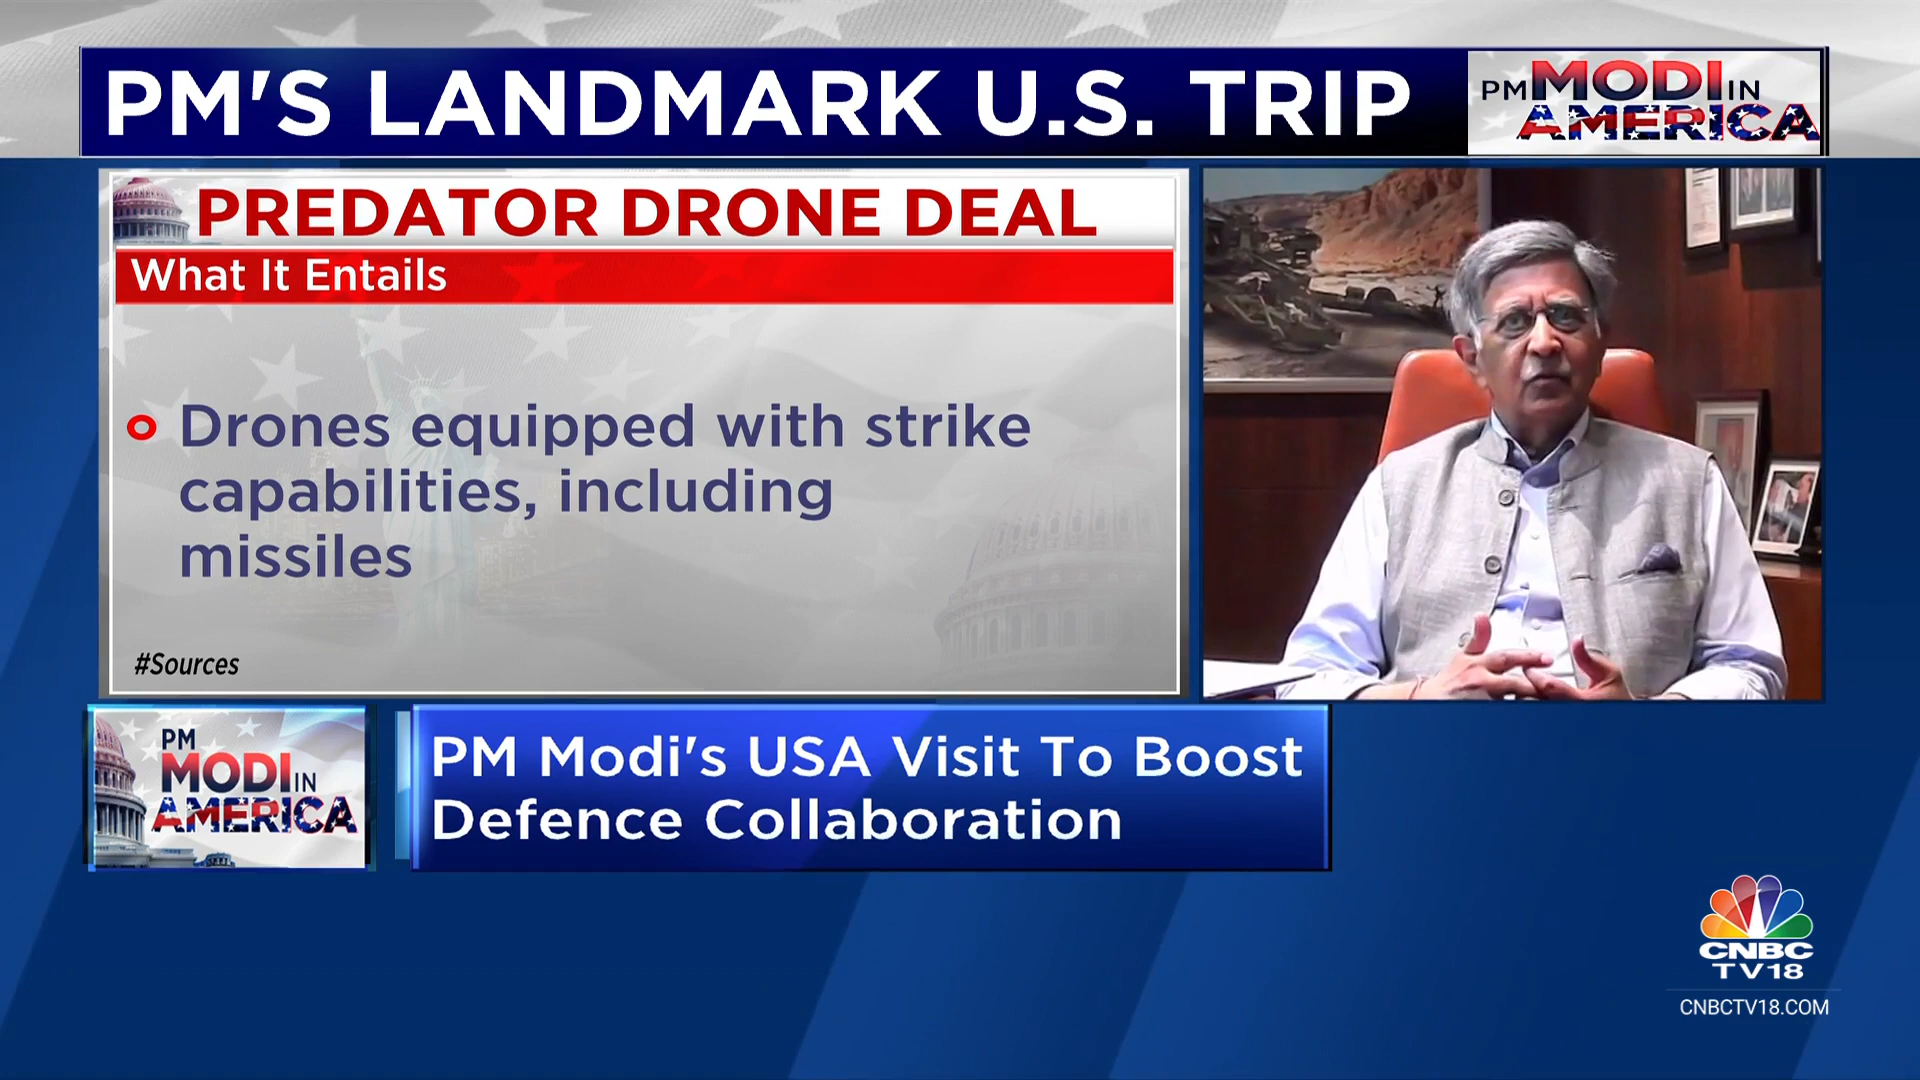 PM'S LANDMARK U.S. TRIP
PM MODI IN
AMERICA
PREDATOR DRONE DEAL
What It Entails
Drones equipped with strike
capabilities, including
missiles
#Sources
PM
MODI IN
AMERICA
PM Modi's USA Visit To Boost
Defence Collaboration
CNBC
TV18
CNBCTV18.COM